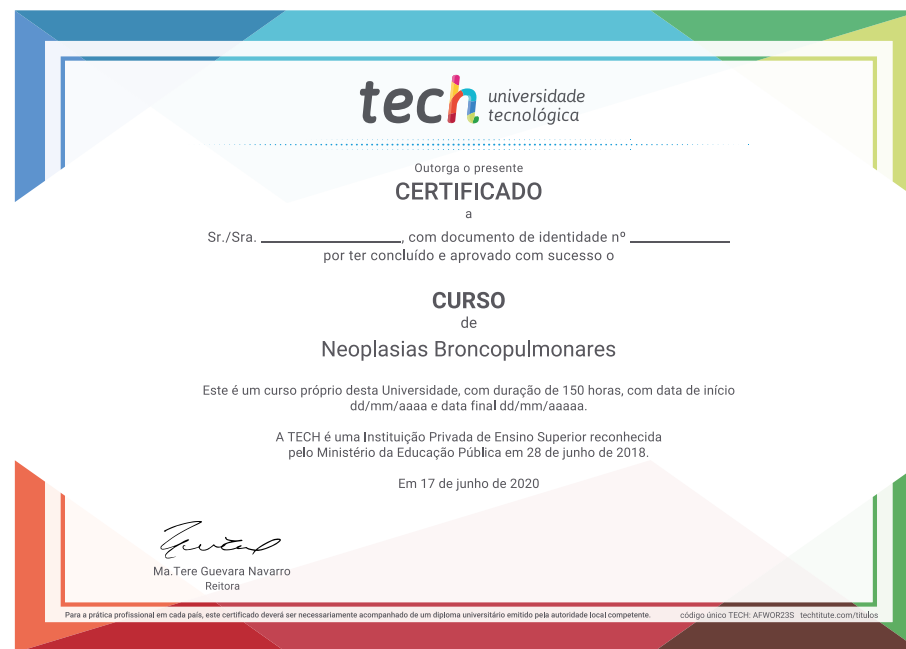 tech universidade
tecnológica
Outorga o presente
CERTIFICADO
a
Sr./Sra. ____________, com documento de identidade nº ____________
por ter concluído e aprovado com sucesso o
CURSO
de
Neoplasias Broncopulmonares
Este é um curso próprio desta Universidade, com duração de 150 horas, com data de início
dd/mm/aaaa e data final dd/mm/aaaaa.
A TECH é uma Instituição Privada de Ensino Superior reconhecida
pelo Ministério da Educação Pública em 28 de junho de 2018.
Em 17 de junho de 2020
Ma.Tere Guevara Navarro
Reitora
Para a prática profissional em cada país, este certificado deverá ser necessariamente acompanhado de um diploma universitário emitido pela autoridade local competente. código único TECH: AFWOR23S techtitute.com/titulos